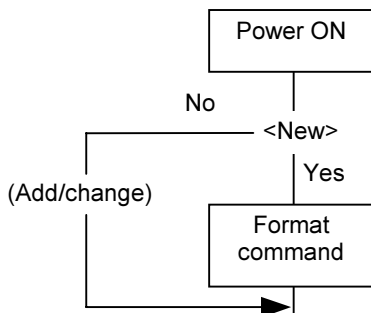 Power ON
No
<New>
Yes
(Add/change)
Format
command